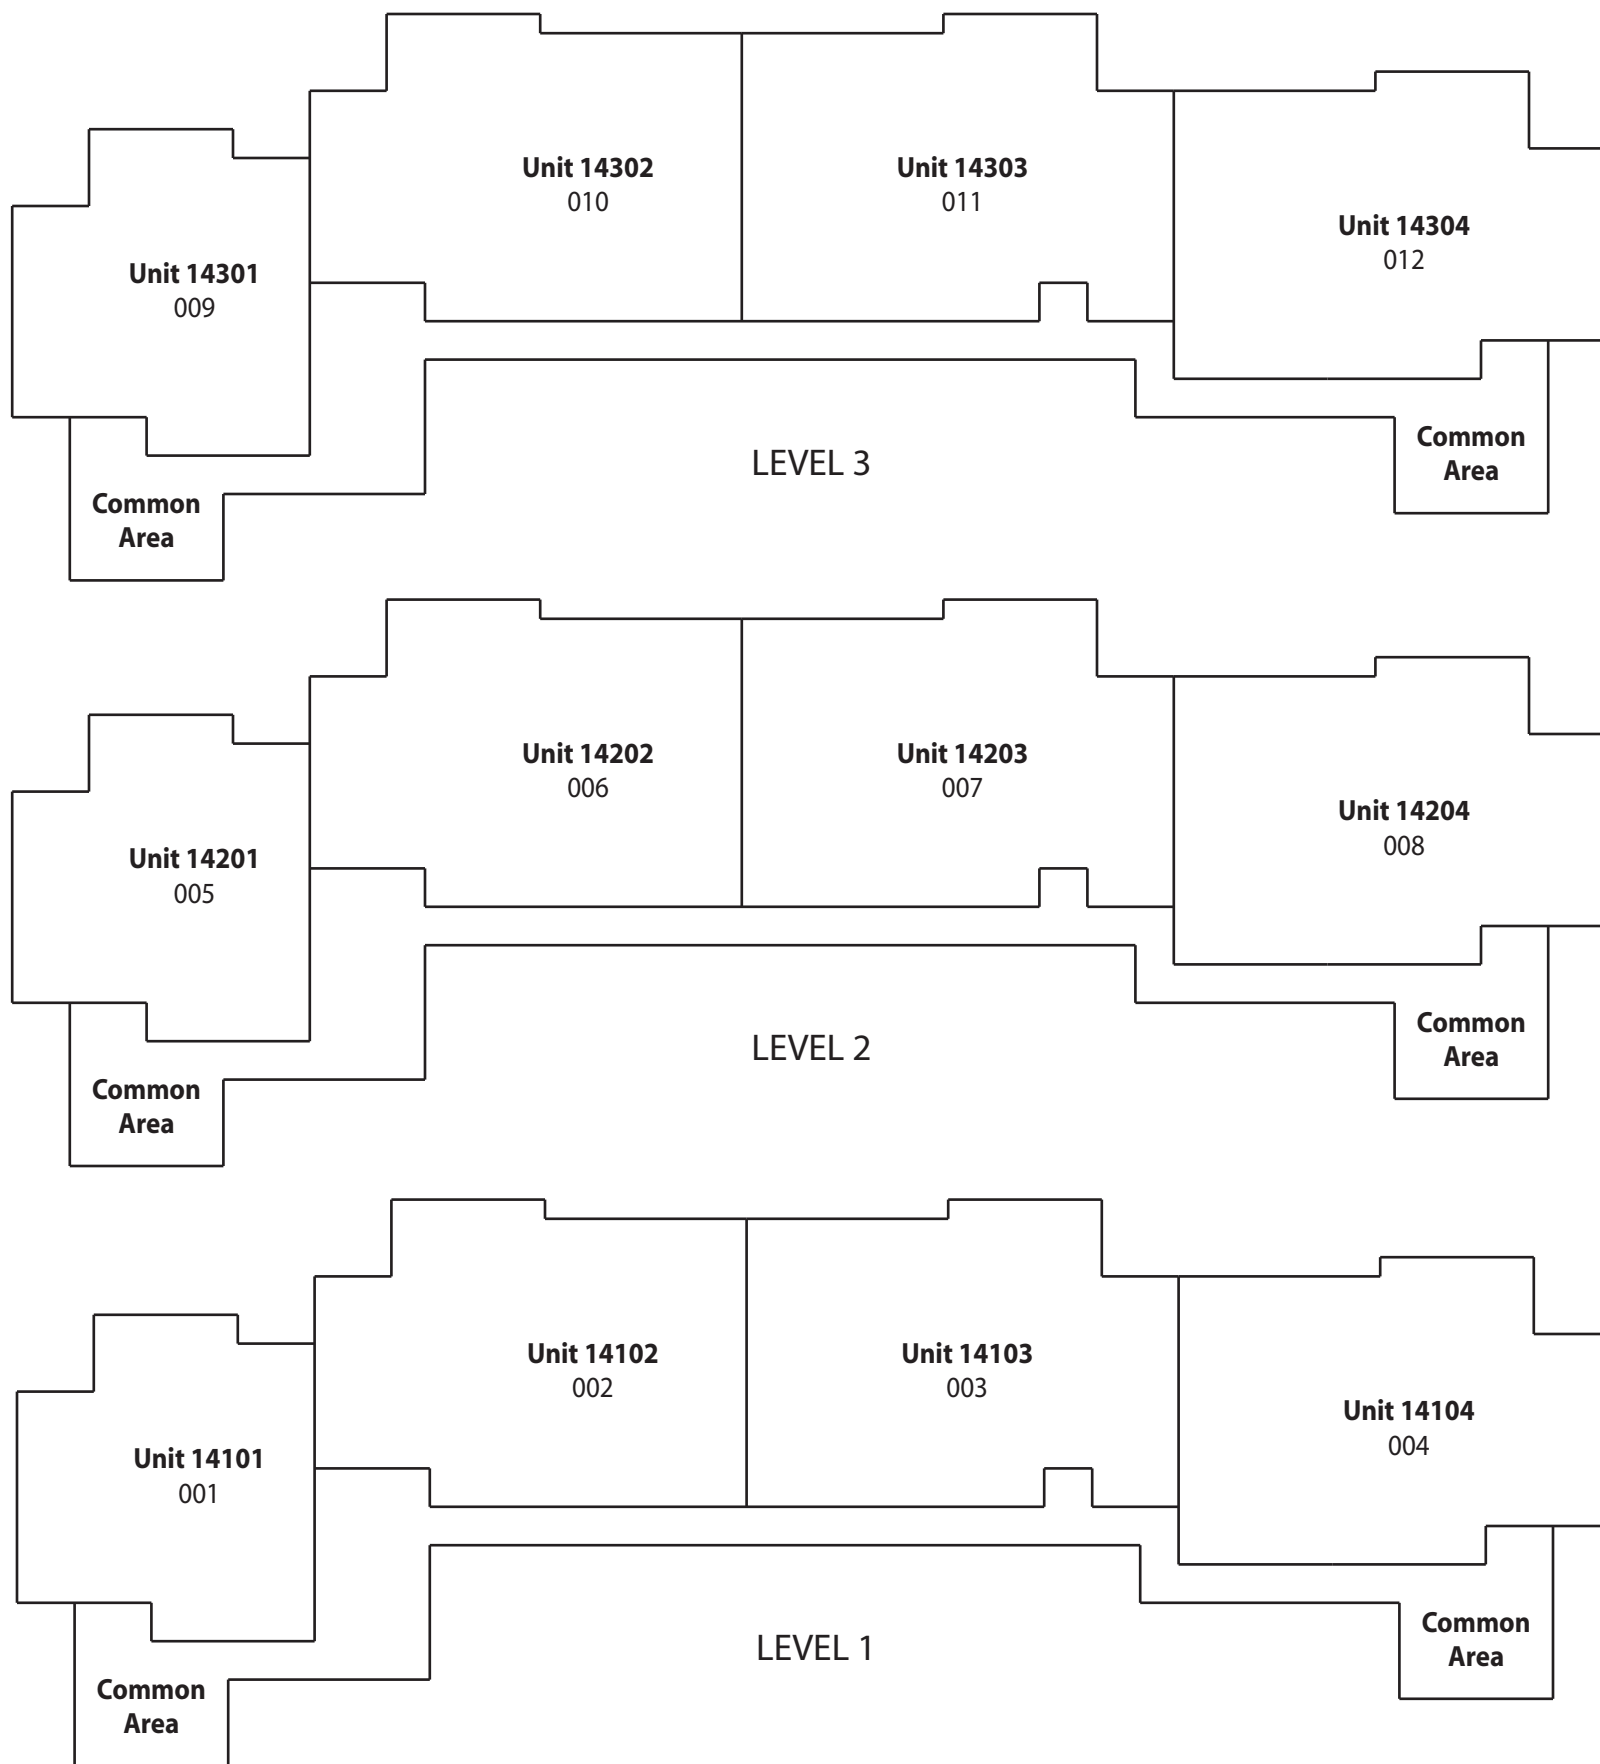 Unit 14302
010
Unit 14303
011
Unit 14304
012
Unit 14301
009
Common
Area
LEVEL 3
Common
Area
Unit 14202
006
Unit 14203
007
Unit 14204
008
Unit 14201
005
Common
Area
LEVEL 2
Common
Area
Unit 14102
002
Unit 14103
003
Unit 14104
004
Unit 14101
001
Common
Area
LEVEL 1
Common
Area